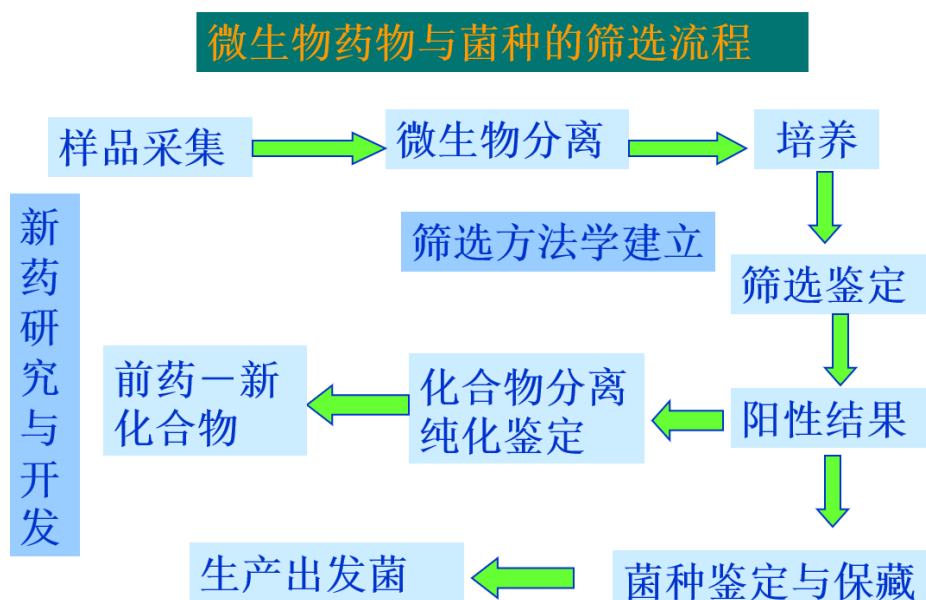 微生物药物与菌种的筛选流程
样品采集
微生物分离
培养
新药研究与开发
筛选方法学建立
筛选鉴定
前药－新
化合物
化合物分离
纯化鉴定
阳性结果
生产出发菌
菌种鉴定与保藏